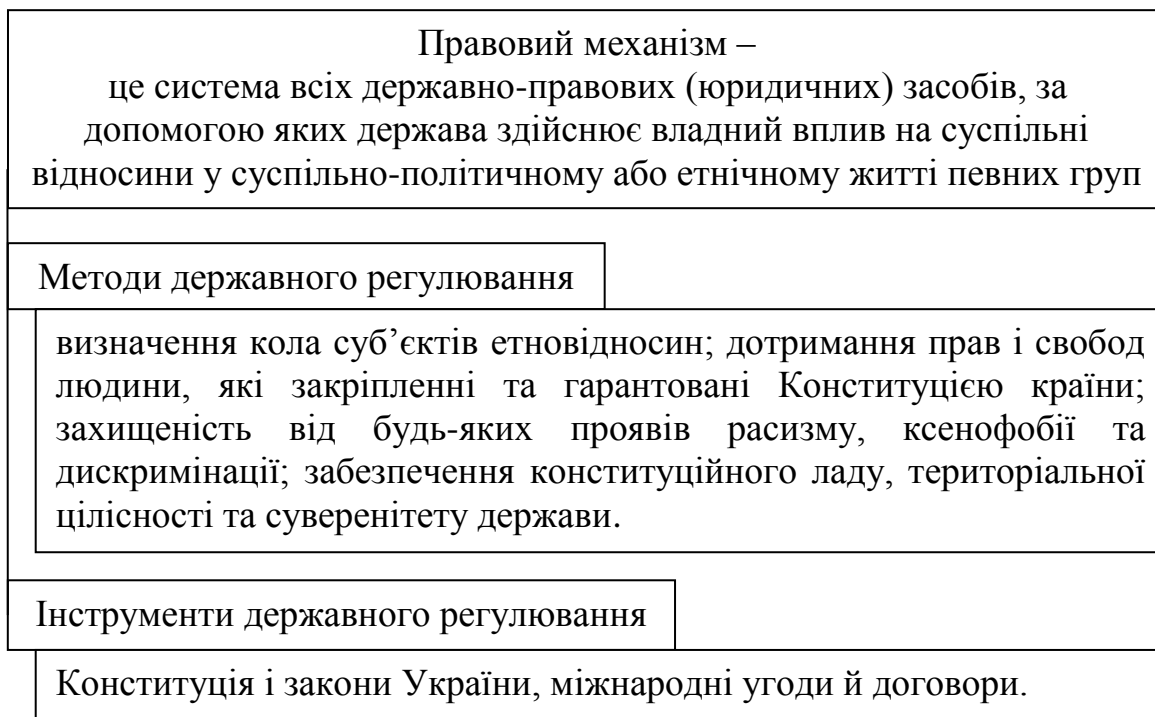 Правовий механізм –
це система всіх державно-правових (юридичних) засобів, за
допомогою яких держава здійснює владний вплив на суспільні
відносини у суспільно-політичному або етнічному житті певних груп
Методи державного регулювання
визначення кола суб’єктів етновідносин; дотримання прав і свобод
людини, які закріпленні та гарантовані Конституцією країни;
захищеність від будь-яких проявів расизму, ксенофобії та
дискримінації; забезпечення конституційного ладу, територіальної
цілісності та суверенітету держави.
Інструменти державного регулювання
Конституція і закони України, міжнародні угоди й договори.